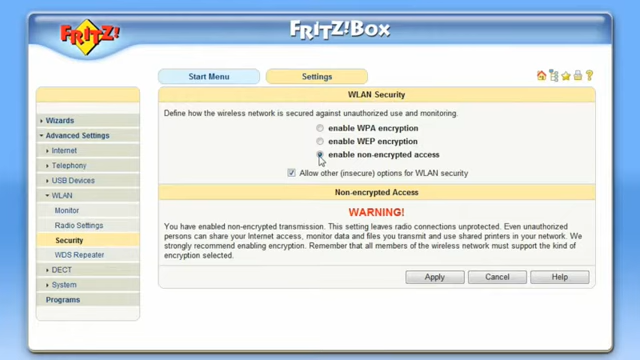 FRITZ!
FRITZ!Box
Start Menu
Settings
Wizards
Advanced Settings
Internet
Telephony
USB Devices
WLAN
Monitor
Radio Settings
Security
WDS Repeater
DECT
System
Programs
WLAN Security
Define how the wireless network is secured against unauthorized use and monitoring.
enable WPA encryption
enable WEP encryption
enable non-encrypted access
Allow other (insecure) options for WLAN security
Non-encrypted Access
WARNING!
You have enabled non-encrypted transmission. This setting leaves radio connections unprotected. Even unauthorized
persons can share your Internet access, monitor data and files you transmit and use shared printers in your network. We
strongly recommend enabling encryption. Remember that all members of the wireless network must support the kind of
encryption selected.
Apply
Cancel
Help